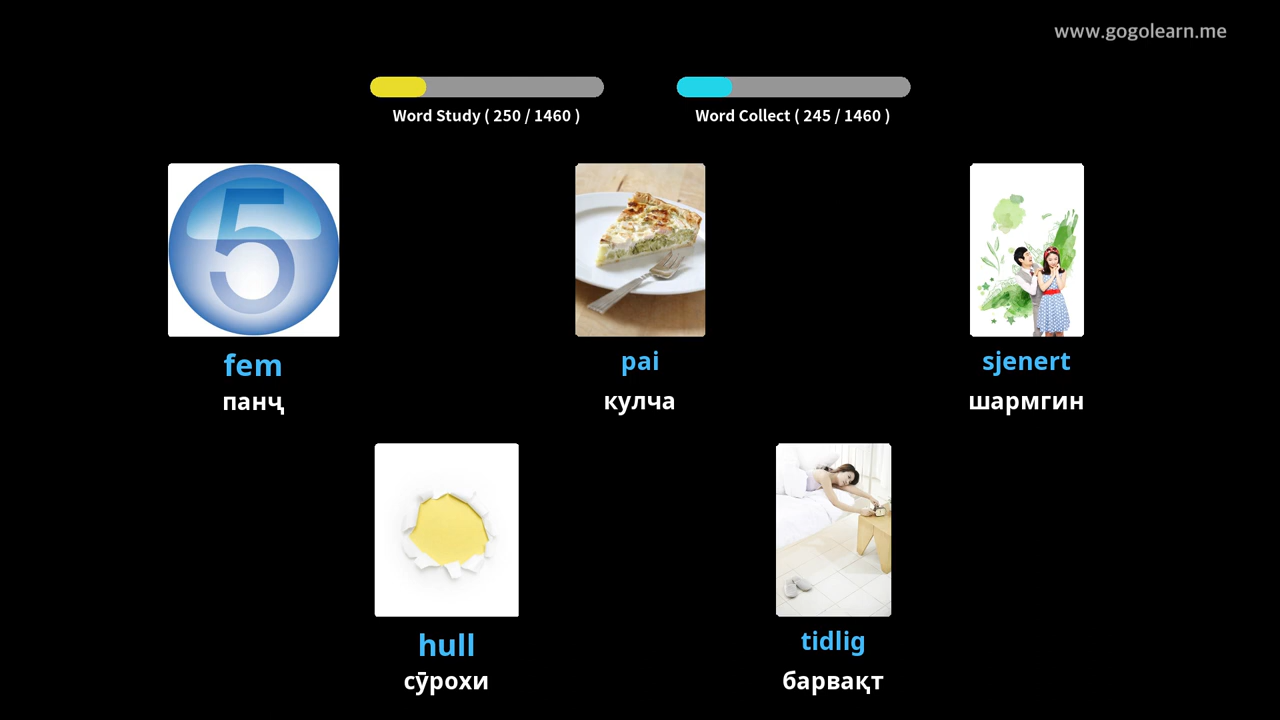 www.gogolearn.me
Word Study ( 250 / 1460 )
Word Collect ( 245 / 1460 )
5
fem
панҷ
pai
кулча
sjenert
шармгин
hull
сӯрохи
tidlig
барвақт